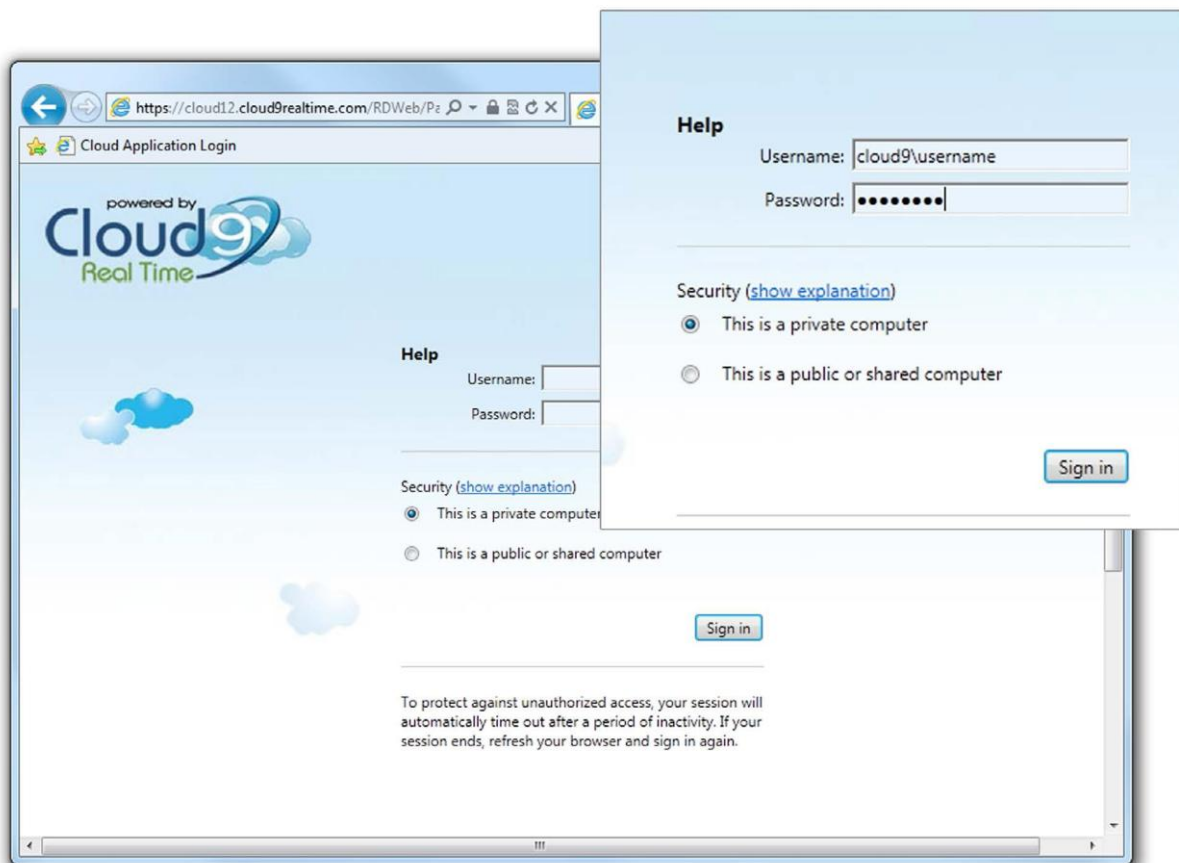 https://cloud12.cloud9realtime.com/RDWeb/Pa
Cloud Application Login
powered by
Cloud9
Real Time
Help
Username:
Password:
Security (show explanation)
This is a private computer
This is a public or shared computer
Sign in
To protect against unauthorized access, your session will
automatically time out after a period of inactivity. If your
session ends, refresh your browser and sign in again.
Help
Username: cloud9\username
Password: ••••••••
Security (show explanation)
This is a private computer
This is a public or shared computer
Sign in